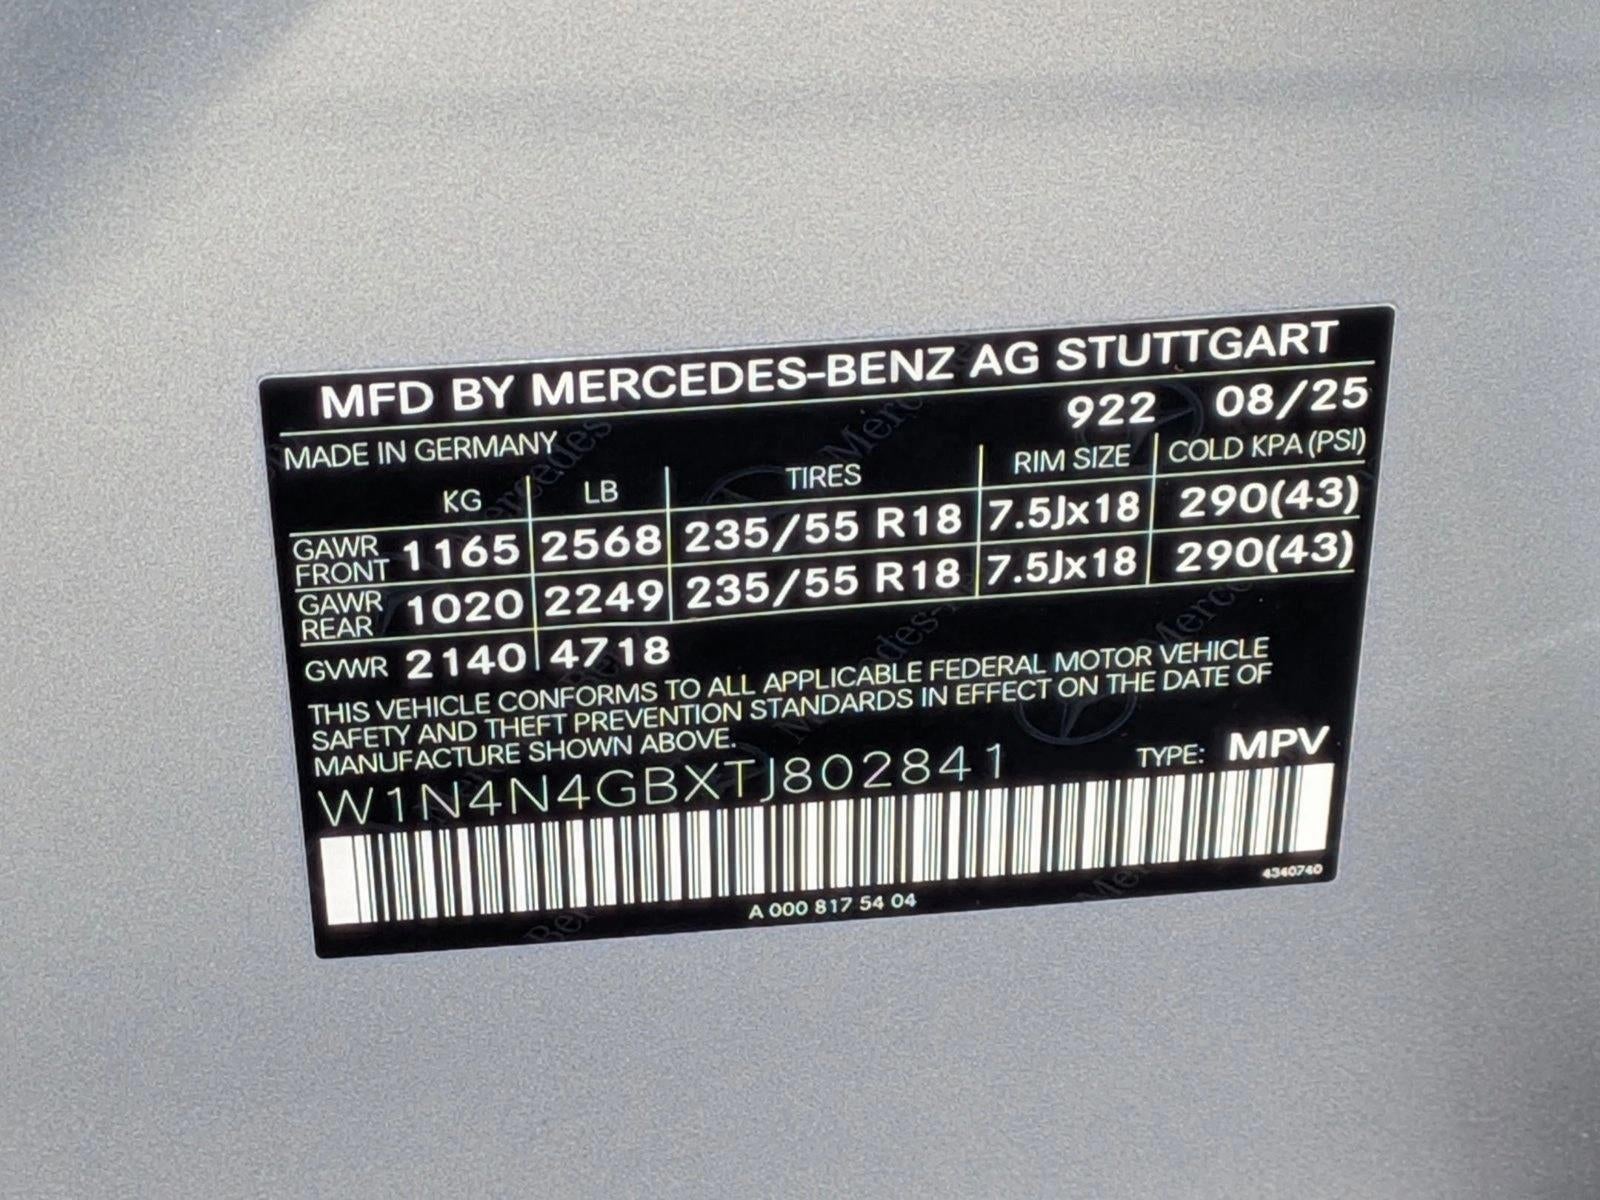 MFD BY MERCEDES-BENZ AG STUTTGART
922 08/25
MADE IN GERMANY
KG LB TIRES RIM SIZE COLD KPA (PSI)
GAWR FRONT 1165 2568 235/55 R18 7.5Jx18 290(43)
GAWR REAR 1020 2249 235/55 R18 7.5Jx18 290(43)
GVWR 2140 4718
THIS VEHICLE CONFORMS TO ALL APPLICABLE FEDERAL MOTOR VEHICLE
SAFETY AND THEFT PREVENTION STANDARDS IN EFFECT ON THE DATE OF
MANUFACTURE SHOWN ABOVE.
W1N4N4GBXTJ802841 TYPE: MPV
4340740
A 000 817 54 04